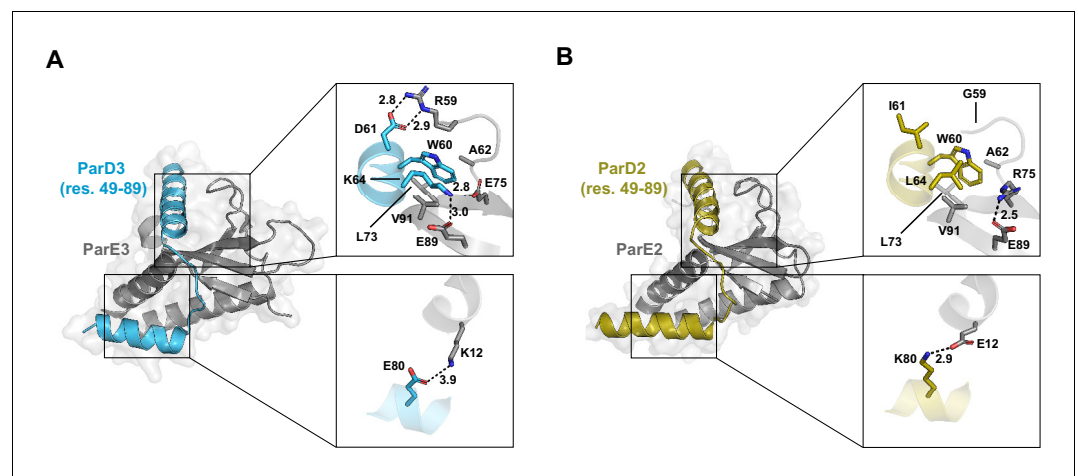 A
ParD3
(res. 49-89)
ParE3
2.8
R59
2.9
D61
W60
A62
K64
2.8
E75
3.0
V91
L73
E89
K12
E80
3.9
B
ParD2
(res. 49-89)
ParE2
G59
I61
W60
A62
L64
R75
2.5
V91
L73
E89
E12
K80
2.9